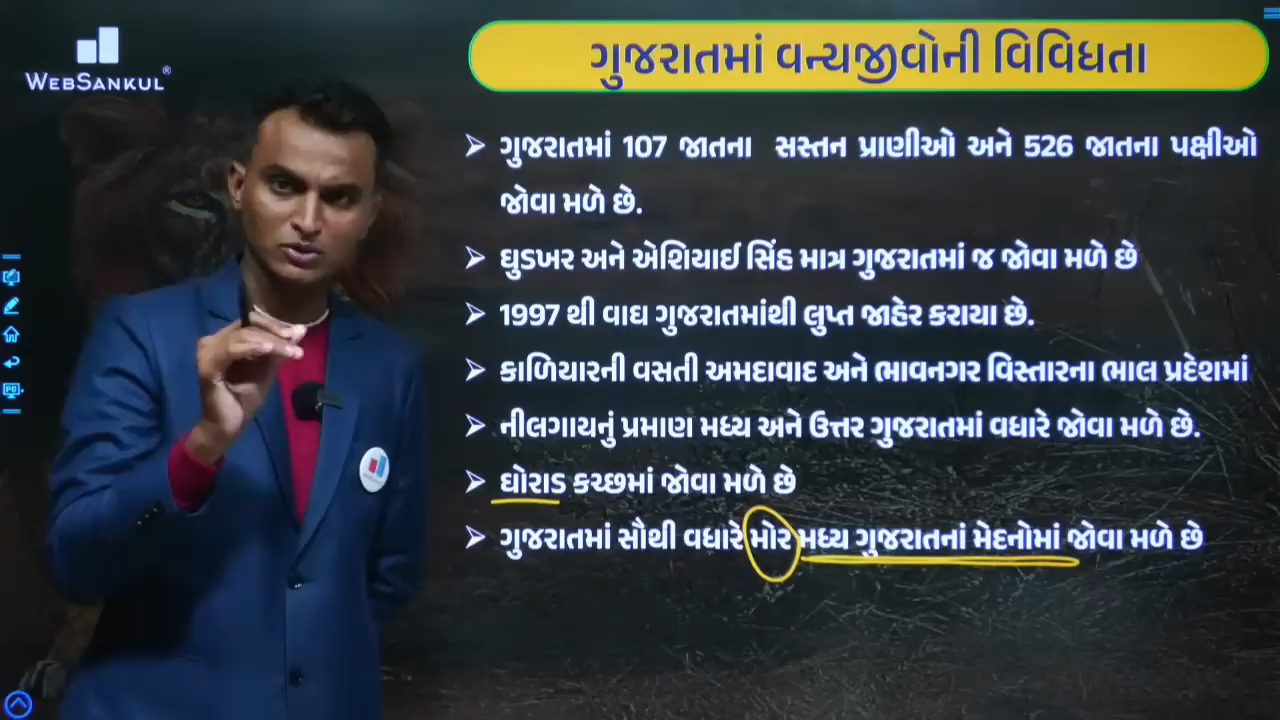 WEBSANKUL®
ગુજરાતમાં વન્યજીવોની વિવિધતા
➢ ગુજરાતમાં 107 જાતના સસ્તન પ્રાણીઓ અને 526 જાતના પક્ષીઓ
જોવા મળે છે.
➢ ઘુડખર અને એશિયાઈ સિંહ માત્ર ગુજરાતમાં જ જોવા મળે છે
➢ 1997 થી વાઘ ગુજરાતમાંથી લુપ્ત જાહેર કરાયા છે.
➢ કાળિયારની વસતી અમદાવાદ અને ભાવનગર વિસ્તારના ભાલ પ્રદેશમાં
➢ નીલગાયનું પ્રમાણ મધ્ય અને ઉત્તર ગુજરાતમાં વધારે જોવા મળે છે.
➢ ઘોરાડ કચ્છમાં જોવા મળે છે
➢ ગુજરાતમાં સૌથી વધારે મોર મધ્ય ગુજરાતનાં મેદનોમાં જોવા મળે છે